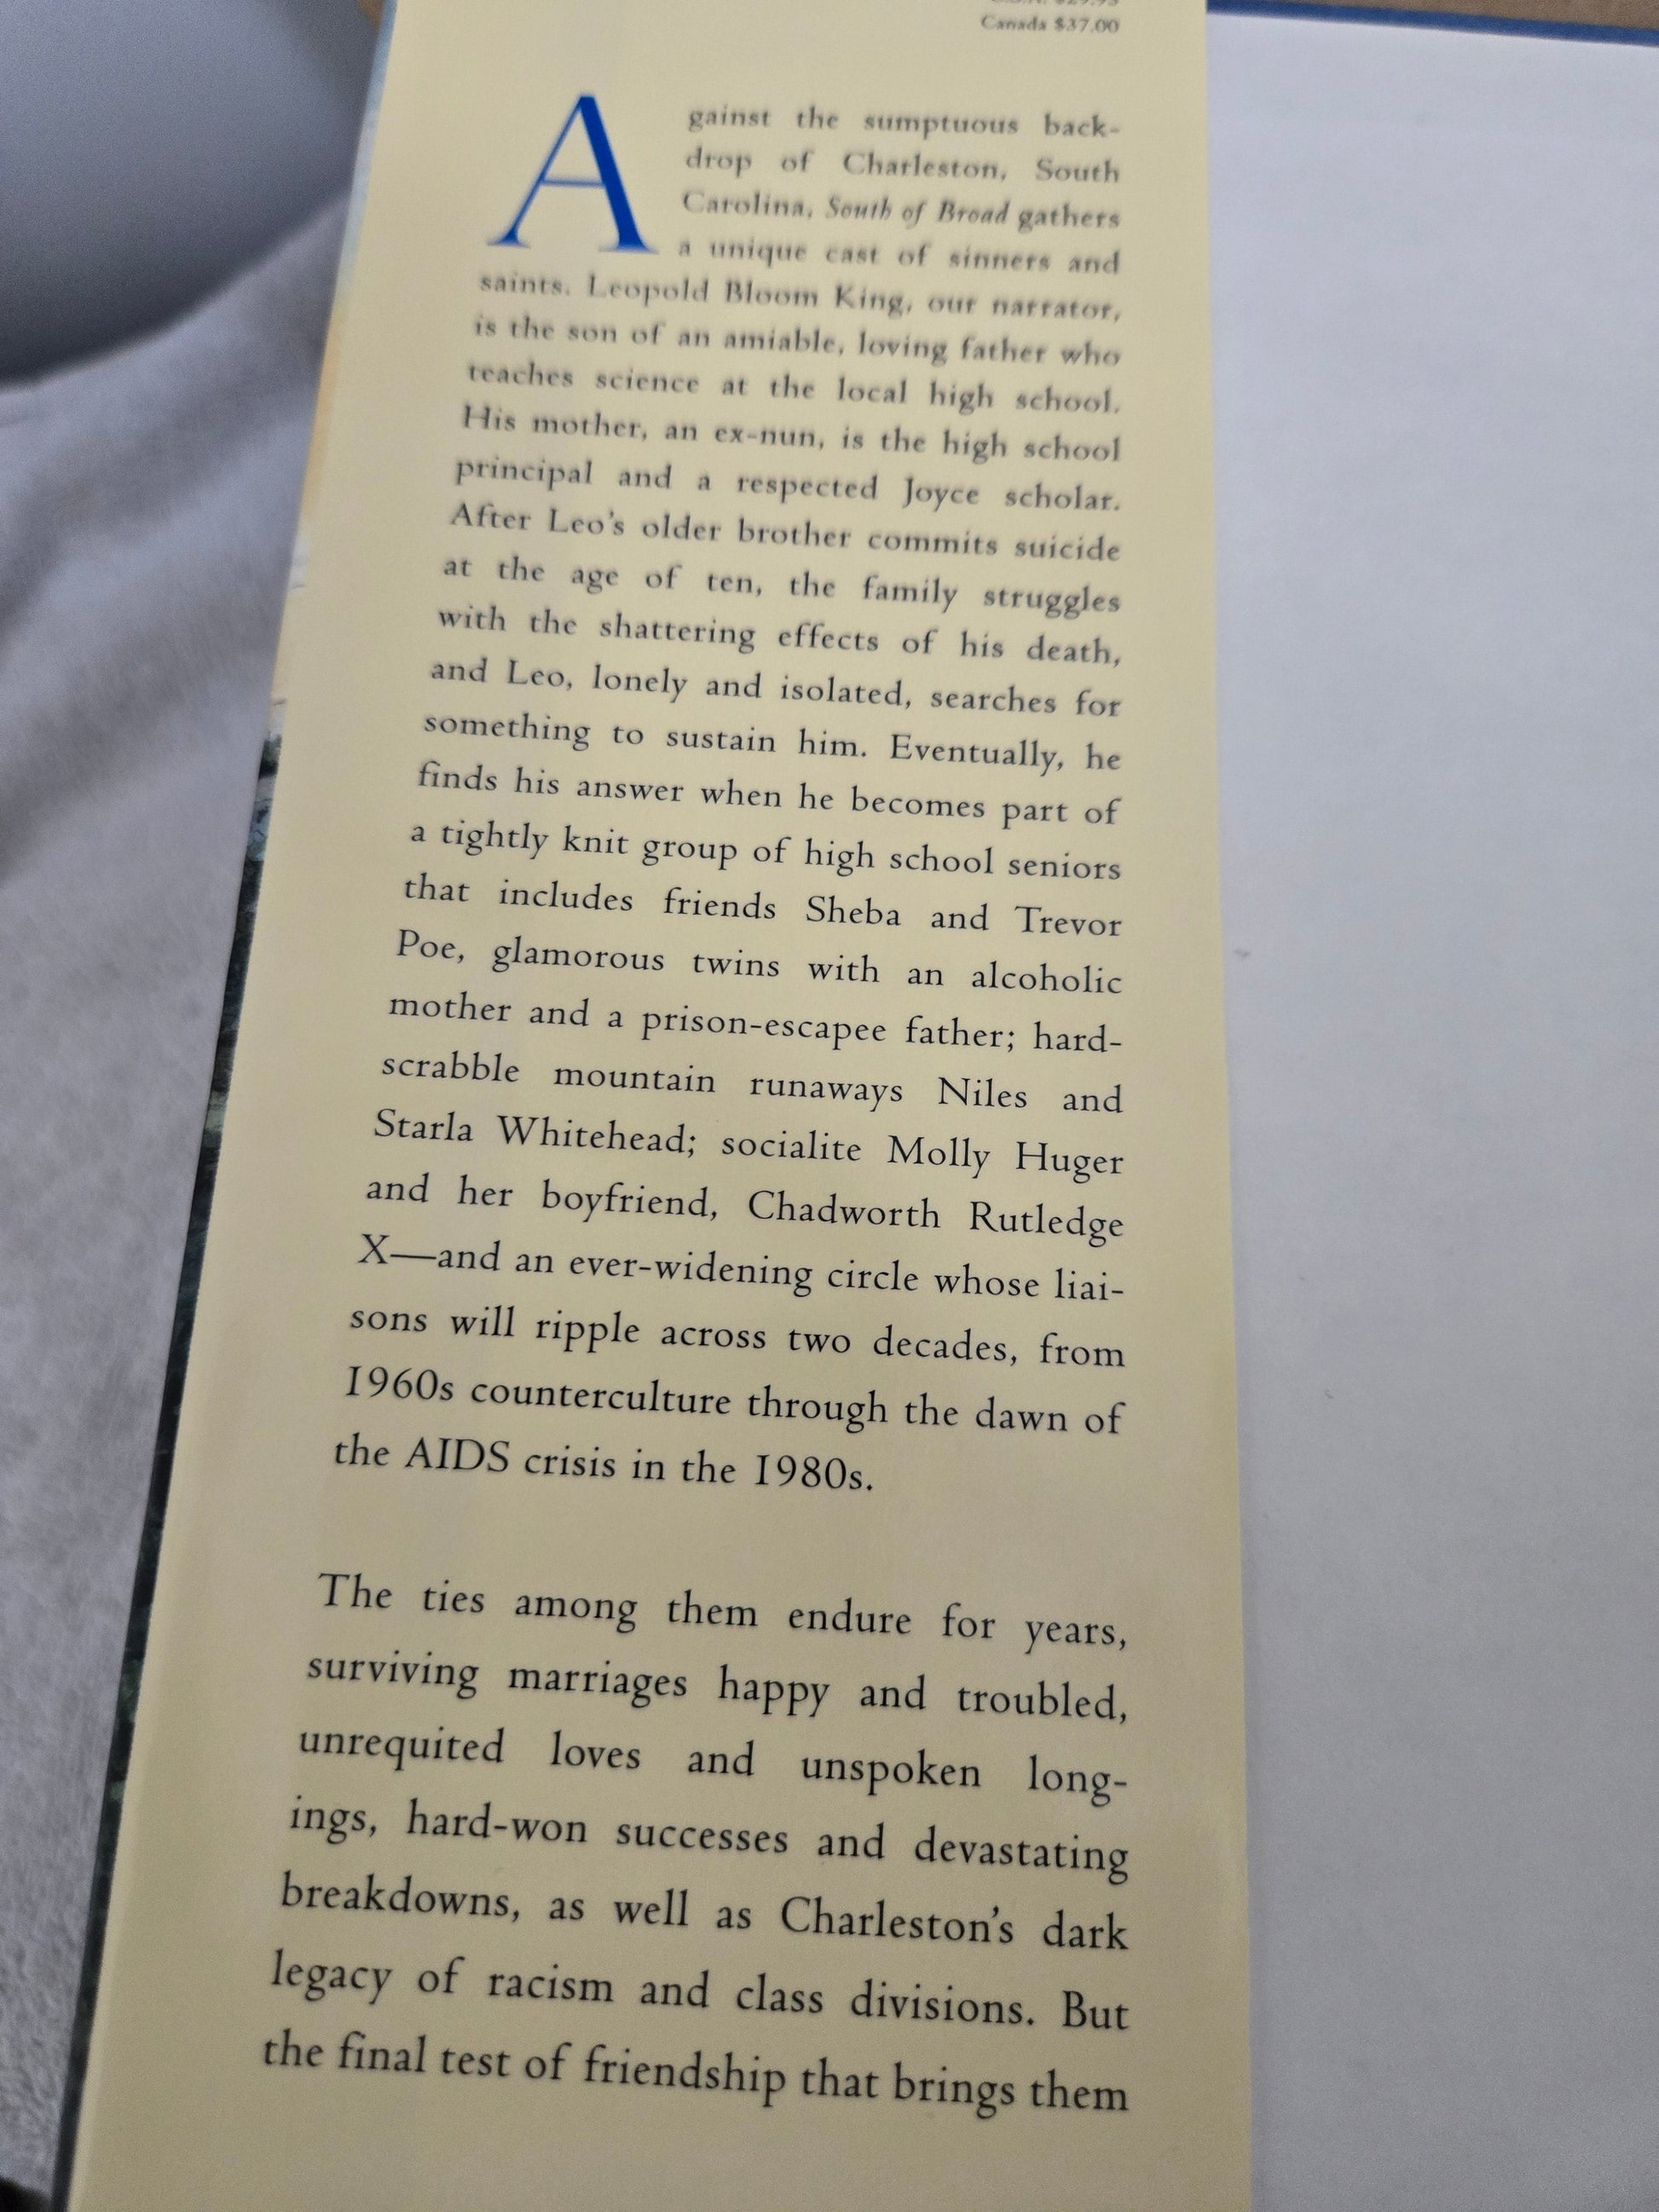 Canada $37.00
Against the sumptuous back-
drop of Charleston, South
Carolina, South of Broad gathers
a unique cast of sinners and
saints. Leopold Bloom King, our narrator,
is the son of an amiable, loving father who
teaches science at the local high school.
His mother, an ex-nun, is the high school
principal and a respected Joyce scholar.
After Leo's older brother commits suicide
at the age of ten, the family struggles
with the shattering effects of his death,
and Leo, lonely and isolated, searches for
something to sustain him. Eventually, he
finds his answer when he becomes part of
a tightly knit group of high school seniors
that includes friends Sheba and Trevor
Poe, glamorous twins with an alcoholic
mother and a prison-escapee father; hard-
scrabble mountain runaways Niles and
Starla Whitehead; socialite Molly Huger
and her boyfriend, Chadworth Rutledge
X—and an ever-widening circle whose liai-
sons will ripple across two decades, from
1960s counterculture through the dawn of
the AIDS crisis in the 1980s.
The ties among them endure for years,
surviving marriages happy and troubled,
unrequited loves and unspoken long-
ings, hard-won successes and devastating
breakdowns, as well as Charleston's dark
legacy of racism and class divisions. But
the final test of friendship that brings them